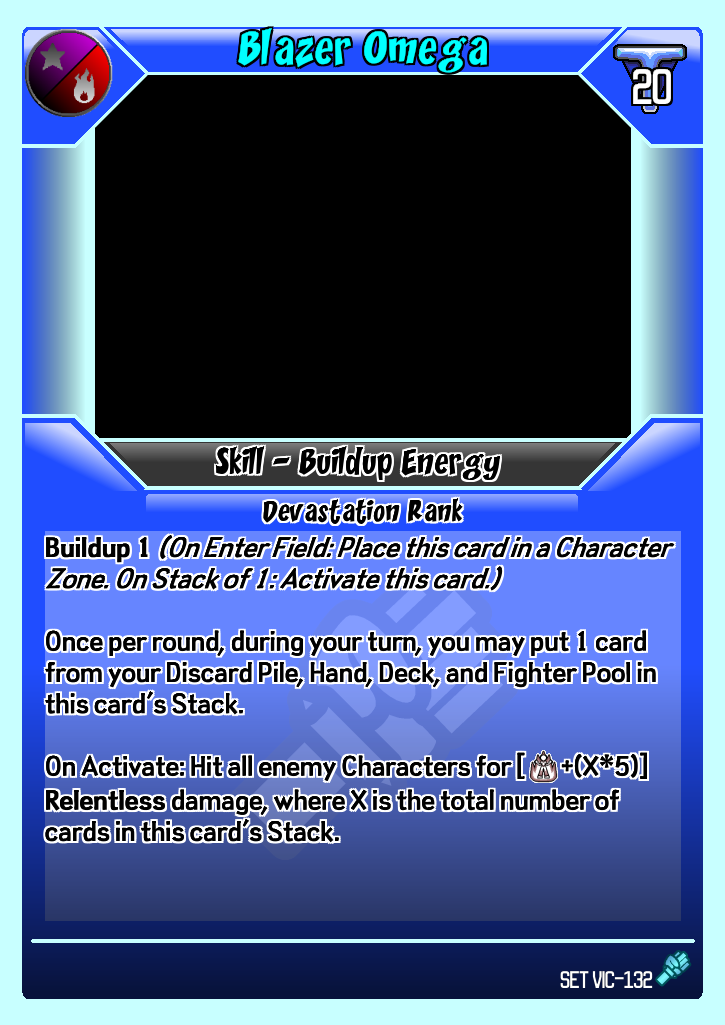 Blazer Omega
20
Skill - Buildup Energy
Devastation Rank
Buildup 1 (On Enter Field: Place this card in a Character
Zone. On Stack of 1: Activate this card.)
Once per round, during your turn, you may put 1 card
from your Discard Pile, Hand, Deck, and Fighter Pool in
this card's Stack.
On Activate: Hit all enemy Characters for [ +(X*5)]
Relentless damage, where X is the total number of
cards in this card's Stack.
SET VIC-132